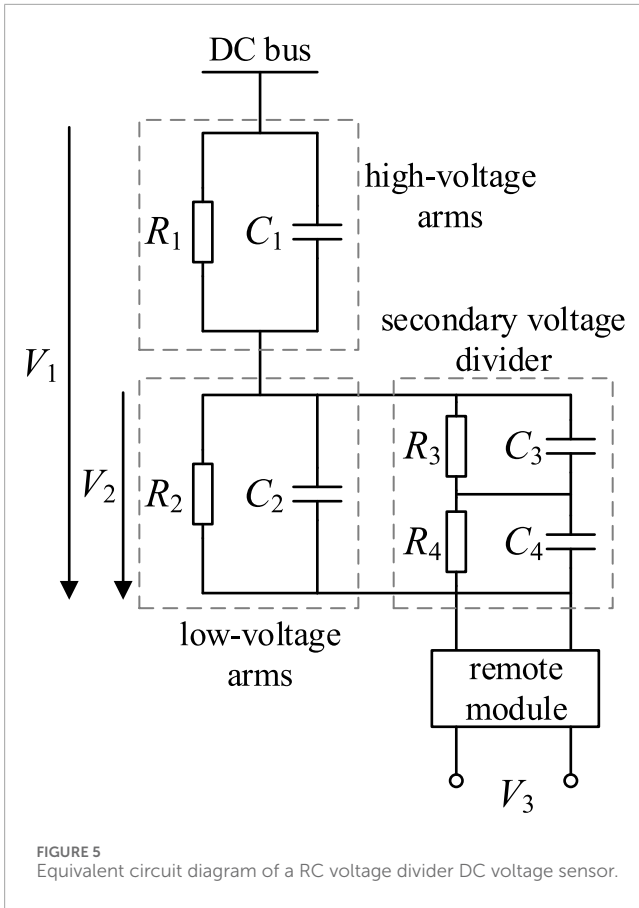 DC bus
high-voltage
arms
R₁
C₁
secondary voltage
divider
V₁
V₂
R₂
C₂
R₃
C₃
R₄
C₄
low-voltage
arms
remote
module
V₃
FIGURE 5
Equivalent circuit diagram of a RC voltage divider DC voltage sensor.